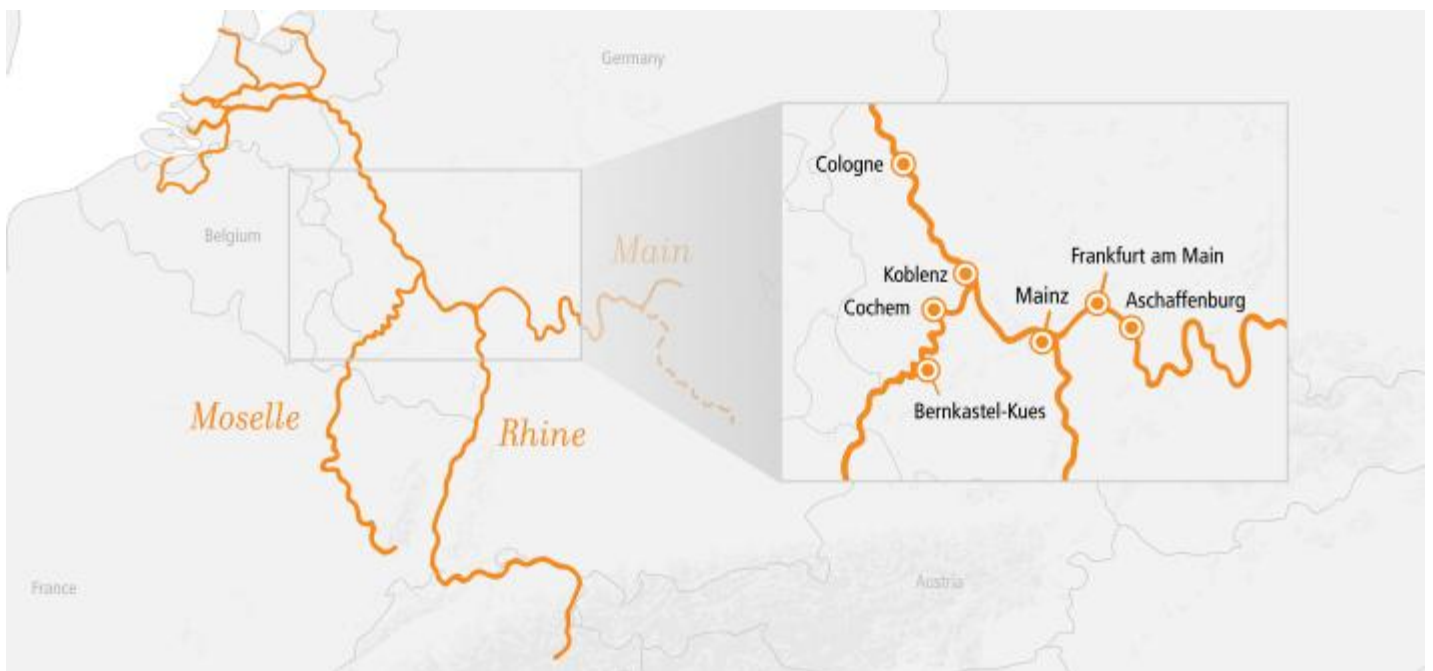 Germany
Cologne
Belgium
Main
Frankfurt am Main
Koblenz
Mainz
Aschaffenburg
Cochem
Moselle
Rhine
Bernkastel-Kues
France
Austria